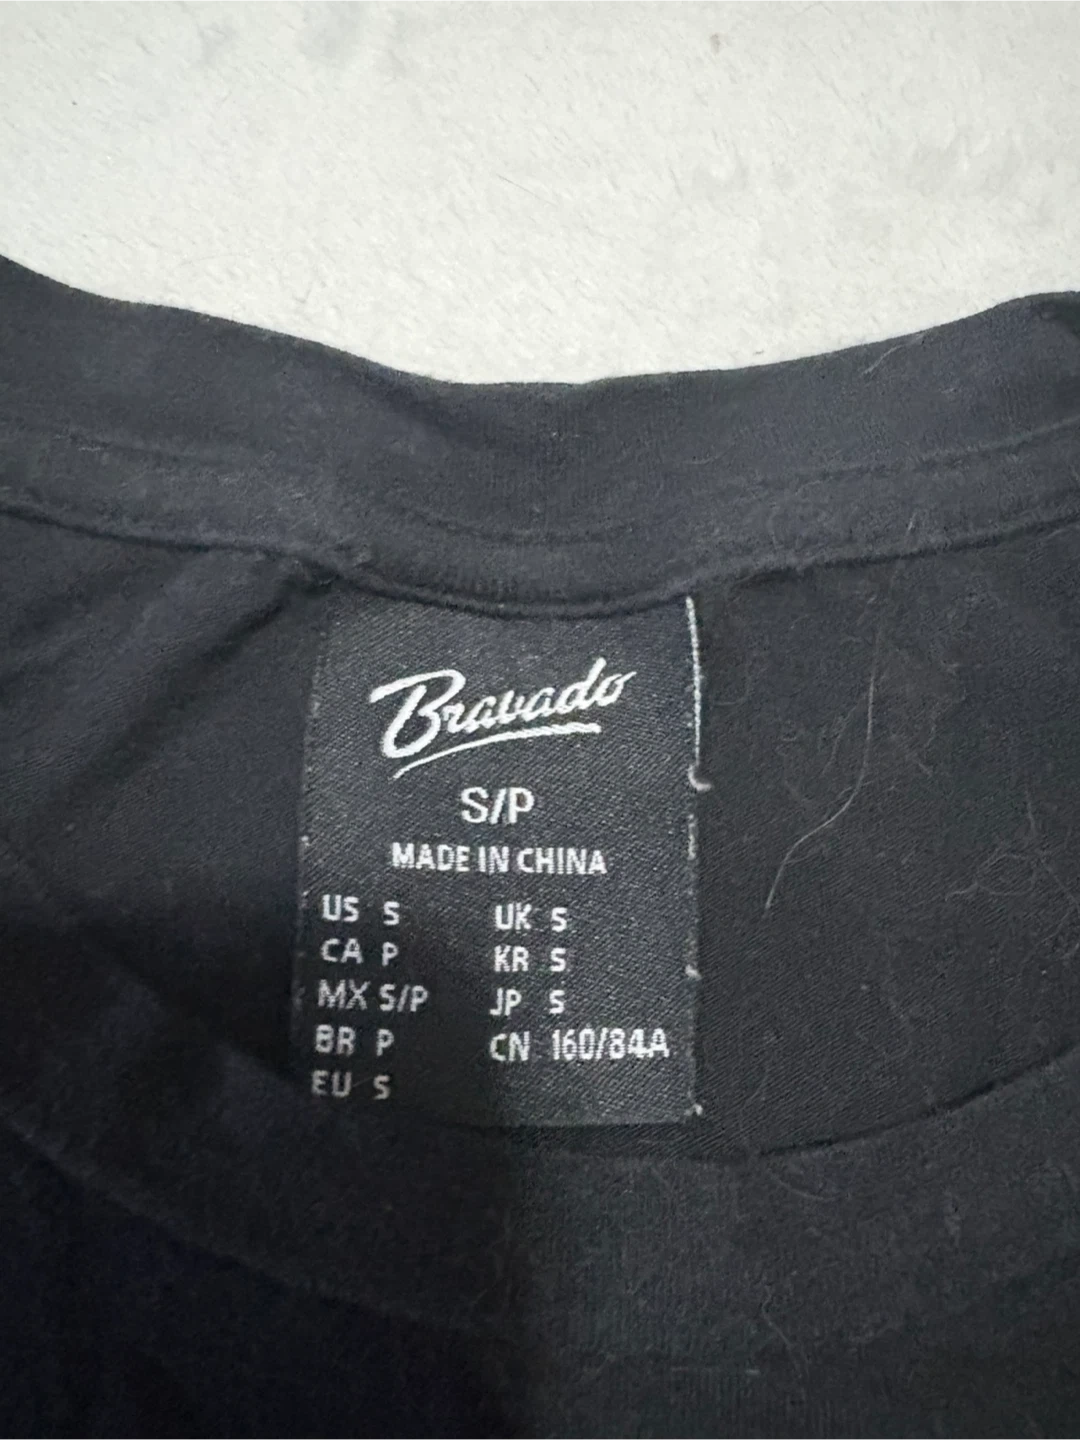 Bravado
S/P
MADE IN CHINA
US S UK S
CA P KR S
MX S/P JP S
BR P CN 160/84A
EU S